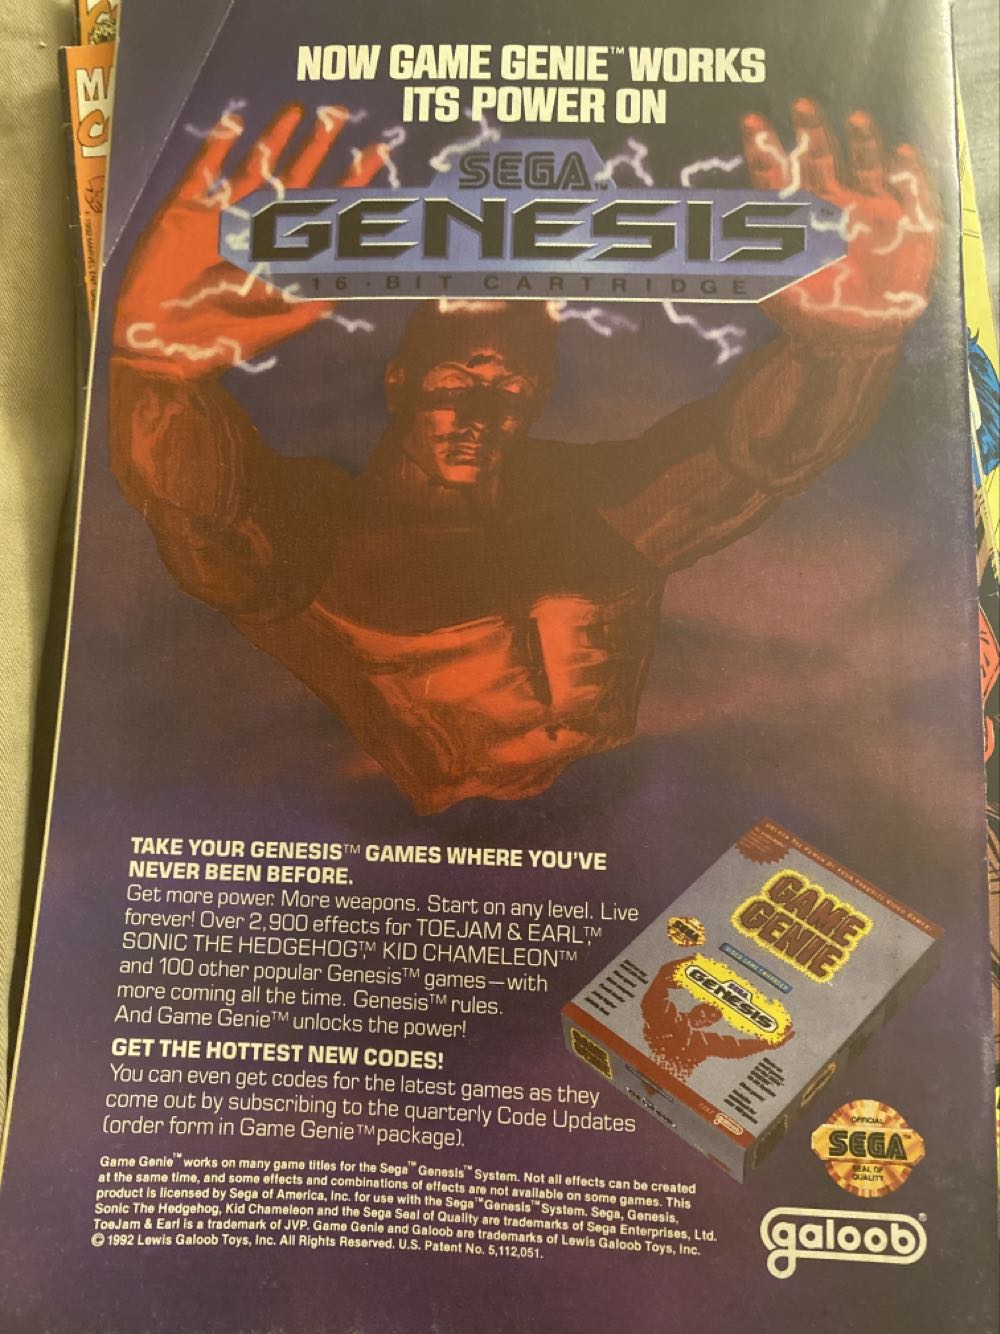 NOW GAME GENIE™ WORKS
ITS POWER ON
SEGA™
GENESIS™
16-BIT CARTRIDGE
TAKE YOUR GENESIS™ GAMES WHERE YOU'VE
NEVER BEEN BEFORE.
Get more power. More weapons. Start on any level. Live
forever! Over 2,900 effects for TOEJAM & EARL,™
SONIC THE HEDGEHOG,™ KID CHAMELEON™
and 100 other popular Genesis™ games—with
more coming all the time. Genesis™ rules.
And Game Genie™ unlocks the power!
GET THE HOTTEST NEW CODES!
You can even get codes for the latest games as they
come out by subscribing to the quarterly Code Updates
(order form in Game Genie™ package).
Game Genie™ works on many game titles for the Sega™ Genesis™ System. Not all effects can be created
at the same time, and some effects and combinations of effects are not available on some games. This
product is licensed by Sega of America, Inc. for use with the Sega™ Genesis™ System. Sega, Genesis,
Sonic The Hedgehog, Kid Chameleon and the Sega Seal of Quality are trademarks of Sega Enterprises, Ltd.
ToeJam & Earl is a trademark of JVP. Game Genie and Galoob are trademarks of Lewis Galoob Toys, Inc.
© 1992 Lewis Galoob Toys, Inc. All Rights Reserved. U.S. Patent No. 5,112,051.
GAME
GENIE
VIDEO GAME ENHANCER
SEGA
GENESIS
galoob
OFFICIAL
SEGA™
SEAL OF
QUALITY
galoob®